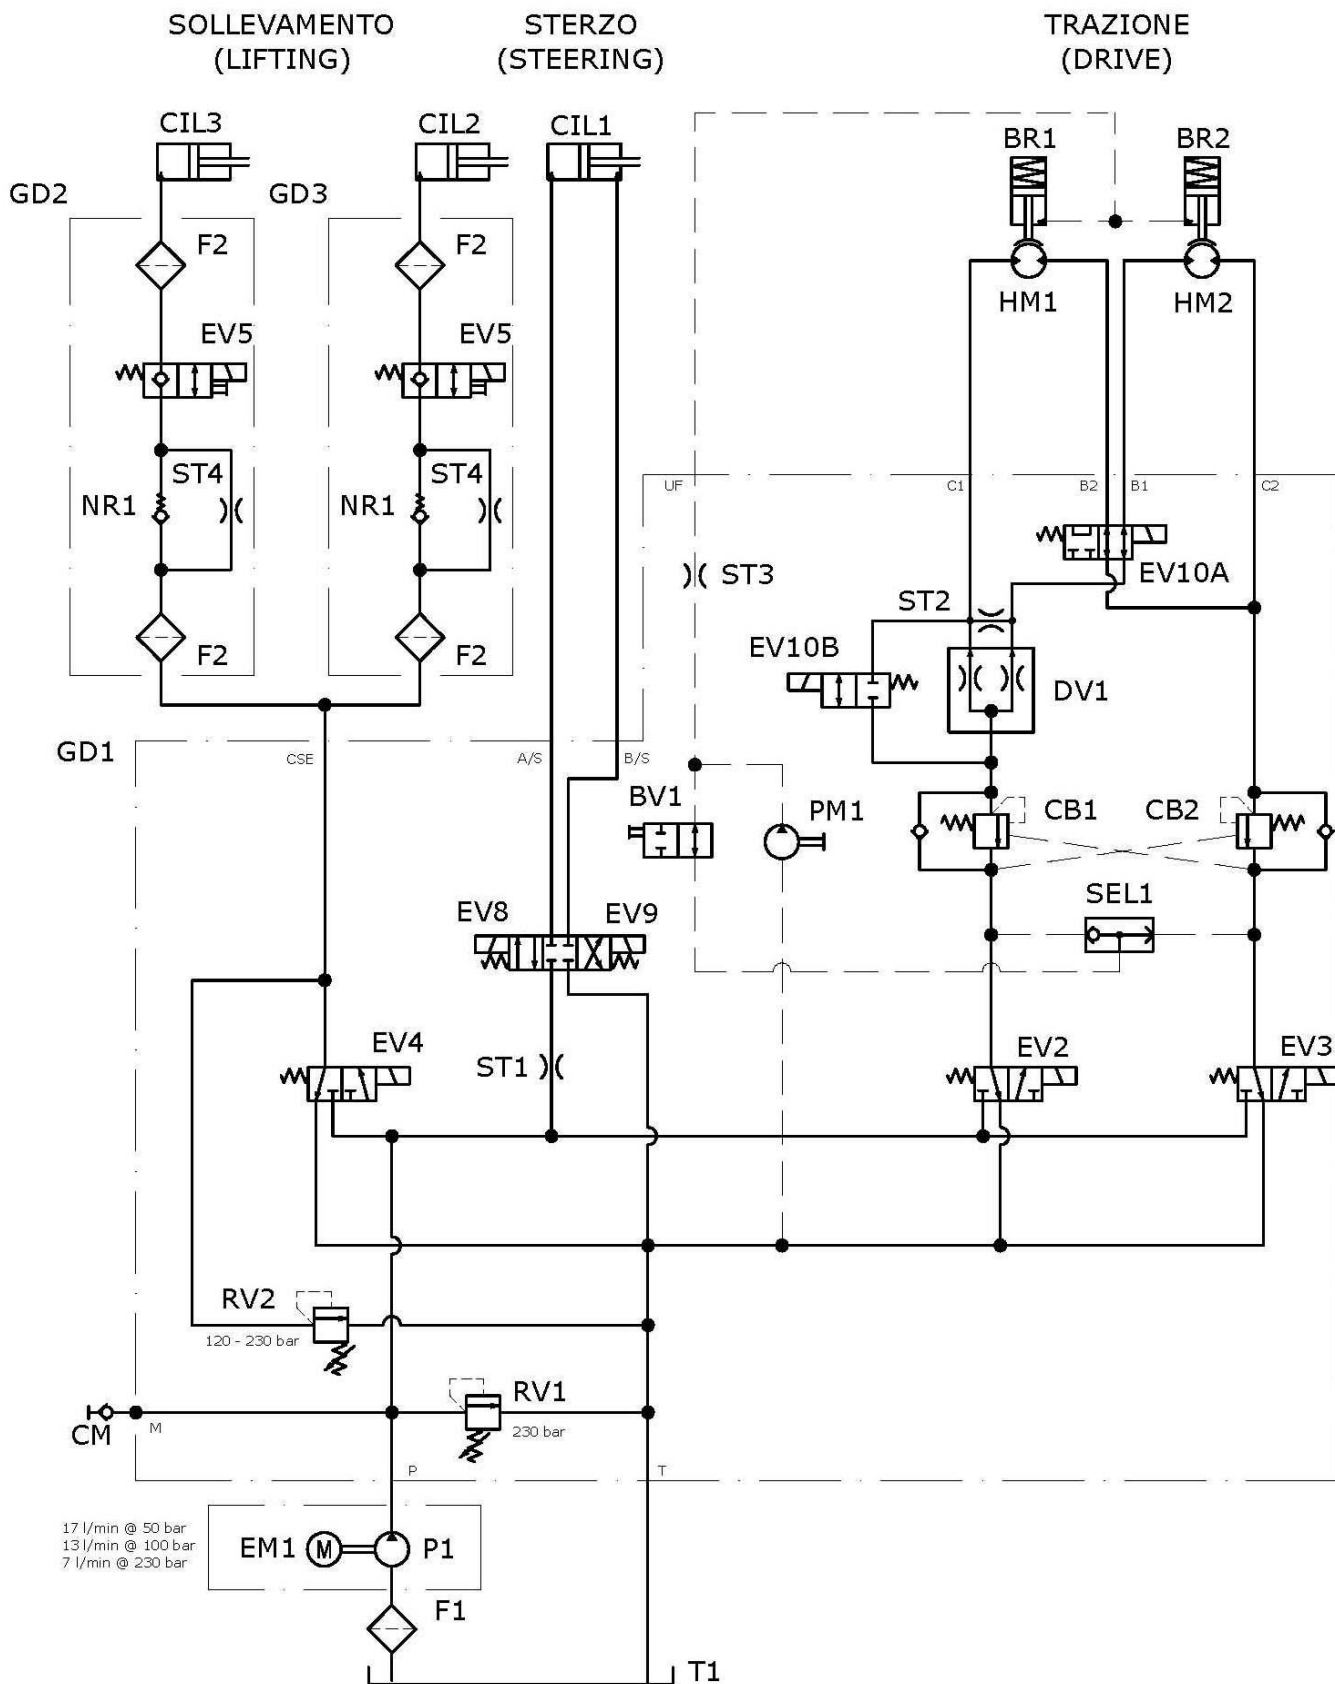 SOLLEVAMENTO
(LIFTING)
STERZO
(STEERING)
TRAZIONE
(DRIVE)
CIL3
CIL2
CIL1
BR1
BR2
GD2
GD3
F2
F2
HM1
HM2
EV5
EV5
ST4
ST4
NR1
NR1
UF
C1
B2
B1
C2
ST3
EV10A
ST2
F2
F2
EV10B
DV1
GD1
CSE
A/S
B/S
BV1
PM1
CB1
CB2
SEL1
EV8
EV9
EV4
ST1
EV2
EV3
RV2
120 - 230 bar
RV1
230 bar
CM
M
P
T
17 l/min @ 50 bar
13 l/min @ 100 bar
7 l/min @ 230 bar
EM1
M
P1
F1
T1